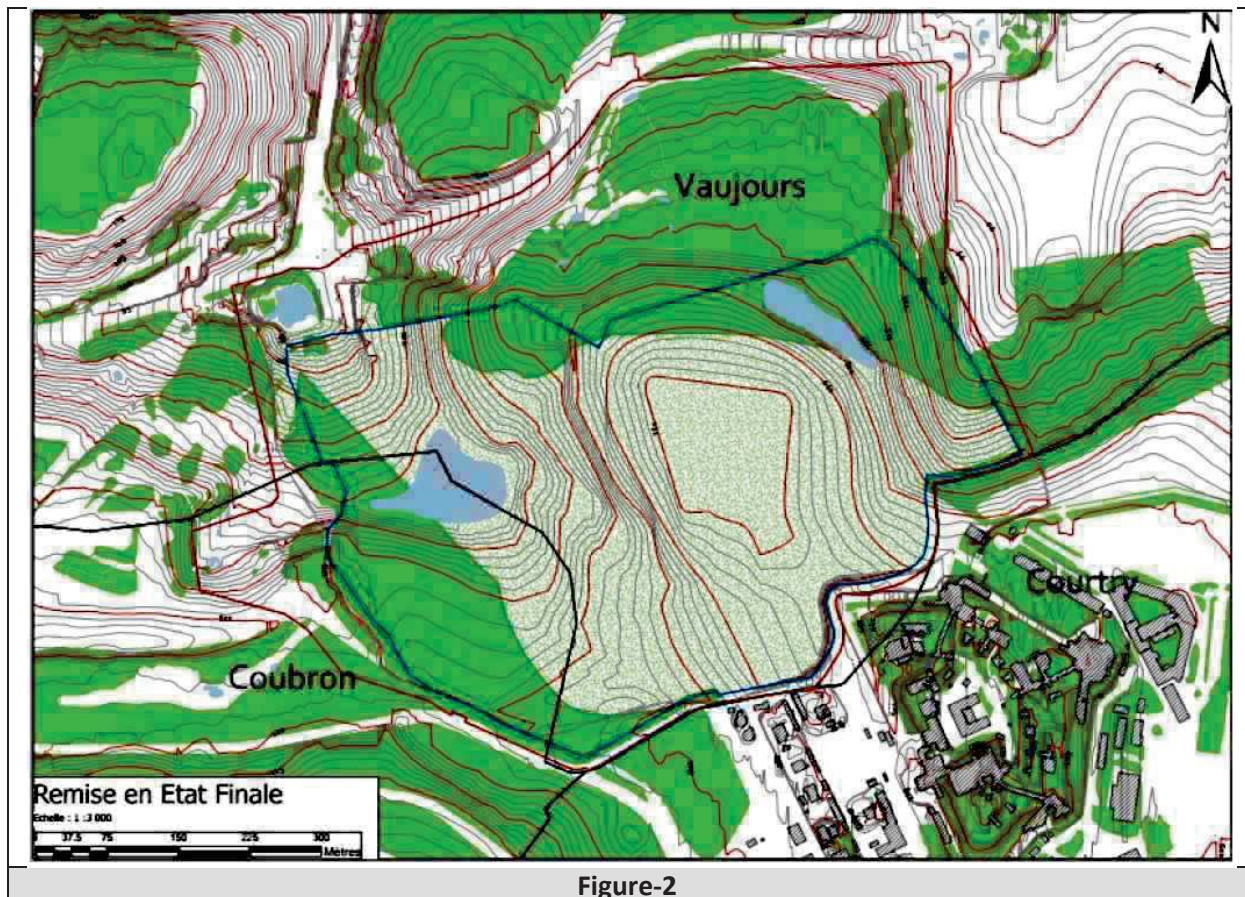 N
Vaujours
Courtry
Coubron
Remise en Etat Finale
Echelle : 1 :3 000
37.5 75 150 225 300
Mètres
Figure-2